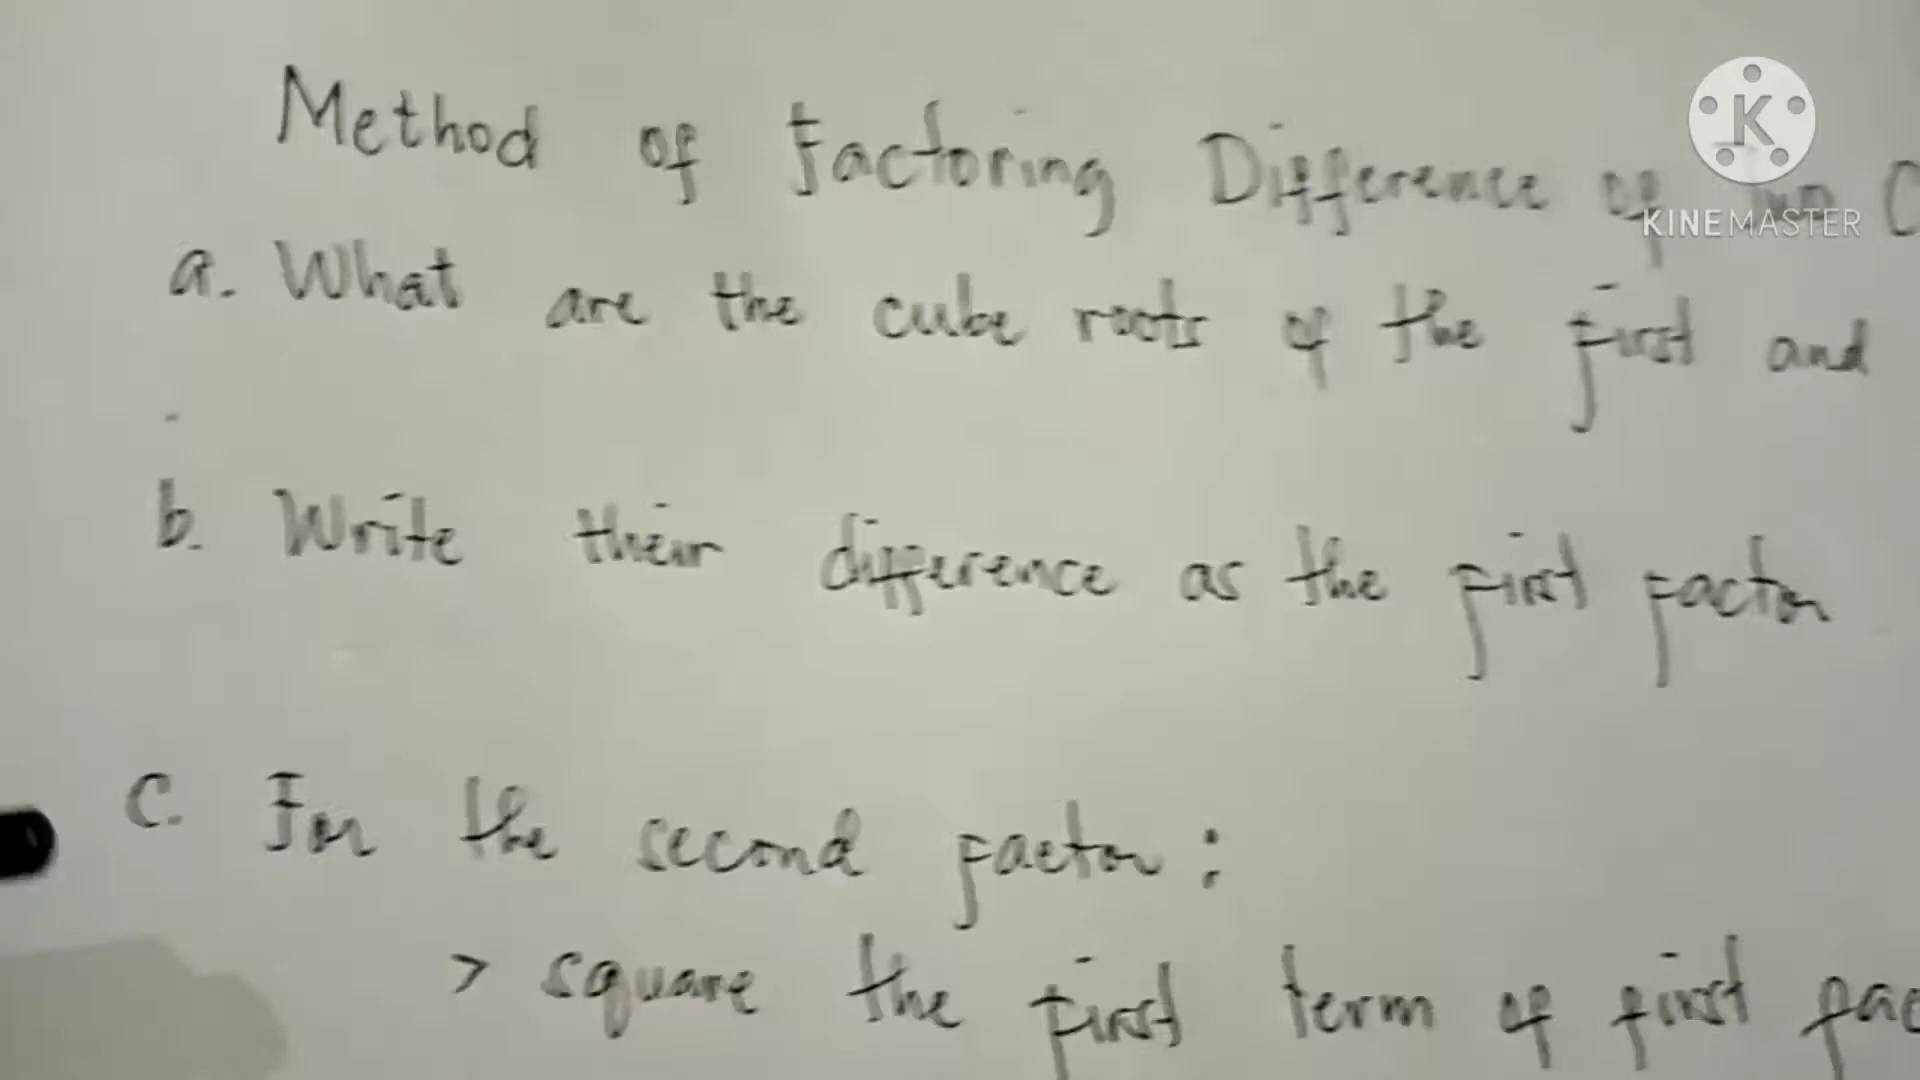 Method of Factoring Difference of
a. What are the cube roots of the first and
b. Write their difference as the first factor
c. For the second factor:
> square the first term of first
K
KINEMASTER